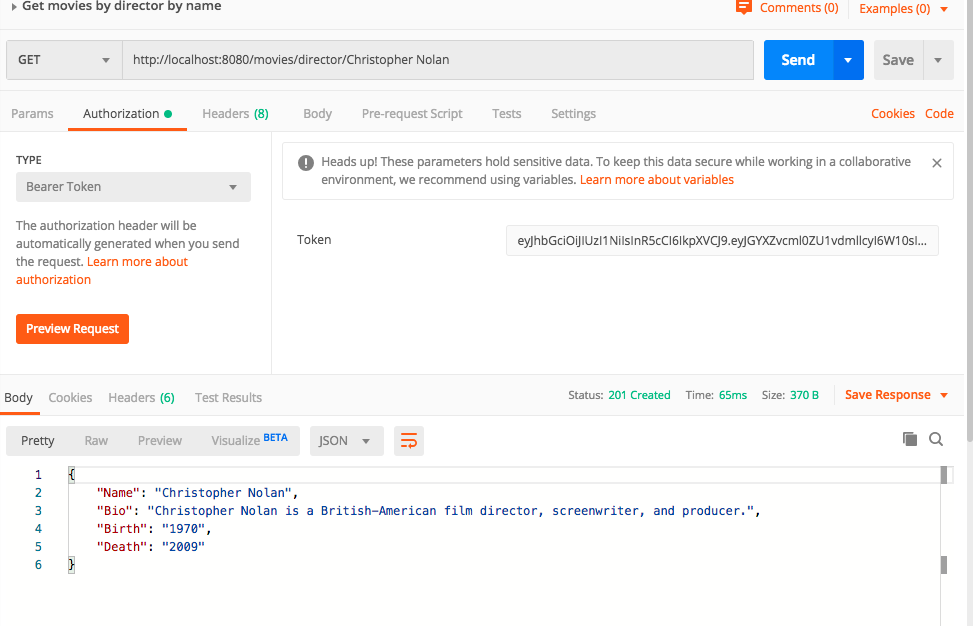 Get movies by director by name
Comments (0) Examples (0)
GET http://localhost:8080/movies/director/Christopher Nolan Send Save
Params Authorization Headers (8) Body Pre-request Script Tests Settings Cookies Code
TYPE
Bearer Token
The authorization header will be
automatically generated when you send
the request. Learn more about
authorization
Preview Request
Heads up! These parameters hold sensitive data. To keep this data secure while working in a collaborative
environment, we recommend using variables. Learn more about variables
Token
Body Cookies Headers (6) Test Results Status: 201 Created Time: 65ms Size: 370 B Save Response
Pretty Raw Preview Visualize BETA JSON
1 {
2 "Name": "Christopher Nolan",
3 "Bio": "Christopher Nolan is a British-American film director, screenwriter, and producer.",
4 "Birth": "1970",
5 "Death": "2009"
6 }